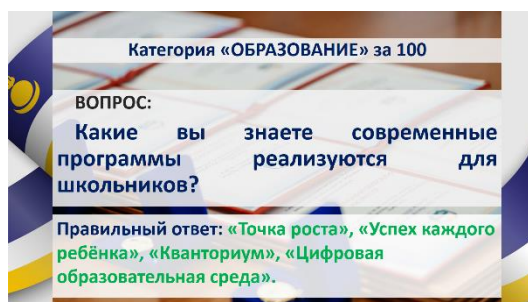 Категория «ОБРАЗОВАНИЕ» за 100
ВОПРОС:
Какие вы знаете современные
программы реализуются для
школьников?
Правильный ответ: «Точка роста», «Успех каждого
ребёнка», «Кванториум», «Цифровая
образовательная среда».